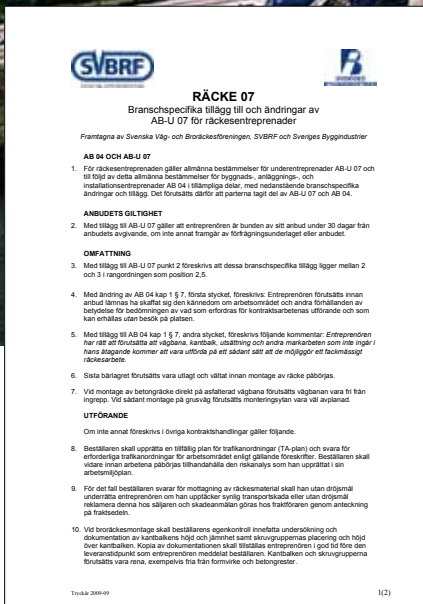 SVBRF
SVERIGES
BYGGINDUSTRIER
RÄCKE 07
Branschspecifika tillägg till och ändringar av
AB-U 07 för räckesentreprenader
Framtagna av Svenska Väg- och Broräckesföreningen, SVBRF och Sveriges Byggindustrier
AB 04 OCH AB-U 07
1. För räckesentreprenaden gäller allmänna bestämmelser för underentreprenader AB-U 07 och
till följd av detta allmänna bestämmelser för byggnads-, anläggnings-, och
installationsentreprenader AB 04 i tillämpliga delar, med nedanstående branschspecifika
ändringar och tillägg. Det förutsätts därför att parterna tagit del av AB-U 07 och AB 04.
ANBUDETS GILTIGHET
2. Med tillägg till AB-U 07 gäller att entreprenören är bunden av sitt anbud under 30 dagar från
anbudets avgivande, om inte annat framgår av förfrågningsunderlaget eller anbudet.
OMFATTNING
3. Med tillägg till AB-U 07 punkt 2 föreskrivs att dessa branschspecifika tillägg ligger mellan 2
och 3 i rangordningen som position 2,5.
4. Med ändring av AB 04 kap 1 § 7, första stycket, föreskrivs: Entreprenören förutsätts innan
anbud lämnas ha skaffat sig den kännedom om arbetsområdet och andra förhållanden av
betydelse för bedömningen av vad som erfordras för kontraktsarbetenas utförande och som
kan erhållas utan besök på platsen.
5. Med tillägg till AB 04 kap 1 § 7, andra stycket, föreskrivs följande kommentar: Entreprenören
har rätt att förutsätta att vägbana, kantbalk, utsättning och andra markarbeten som inte ingår i
hans åtagande kommer att vara utförda på ett sådant sätt att de möjliggör ett fackmässigt
räckesarbete.
6. Sista bärlagret förutsätts vara utlagt och vältat innan montage av räcke påbörjas.
7. Vid montage av betongräcke direkt på asfalterad vägbana förutsätts vägbanan vara fri från
ingrepp. Vid sådant montage på grusväg förutsätts monteringsytan vara väl avplanad.
UTFÖRANDE
Om inte annat föreskrivs i övriga kontraktshandlingar gäller följande.
8. Beställaren skall upprätta en tillfällig plan för trafikanordningar (TA-plan) och svara för
erforderliga trafikanordningar för arbetsområdet enligt gällande föreskrifter. Beställaren skall
vidare innan arbetena påbörjas tillhandahålla den riskanalys som han upprättat i sin
arbetsmiljöplan.
9. För det fall beställaren svarar för mottagning av räckesmaterial skall han utan dröjsmål
underrätta entreprenören om han upptäcker synlig transportskada eller utan dröjsmål
reklamera denna hos säljaren och skadeanmälan göras hos fraktföraren genom anteckning
på fraktsedeln.
10. Vid broräckesmontage skall beställarens egenkontroll innefatta undersökning och
dokumentation av kantbalkens höjd och jämnhet samt skruvgruppernas placering och höjd
över kantbalken. Kopia av dokumentationen skall tillställas entreprenören i god tid före den
leveranstidpunkt som entreprenören meddelat beställaren. Kantbalken och skruvgrupperna
förutsätts vara rena, exempelvis fria från formvirke och betongrester.
Tryckår 2009-09
1(2)